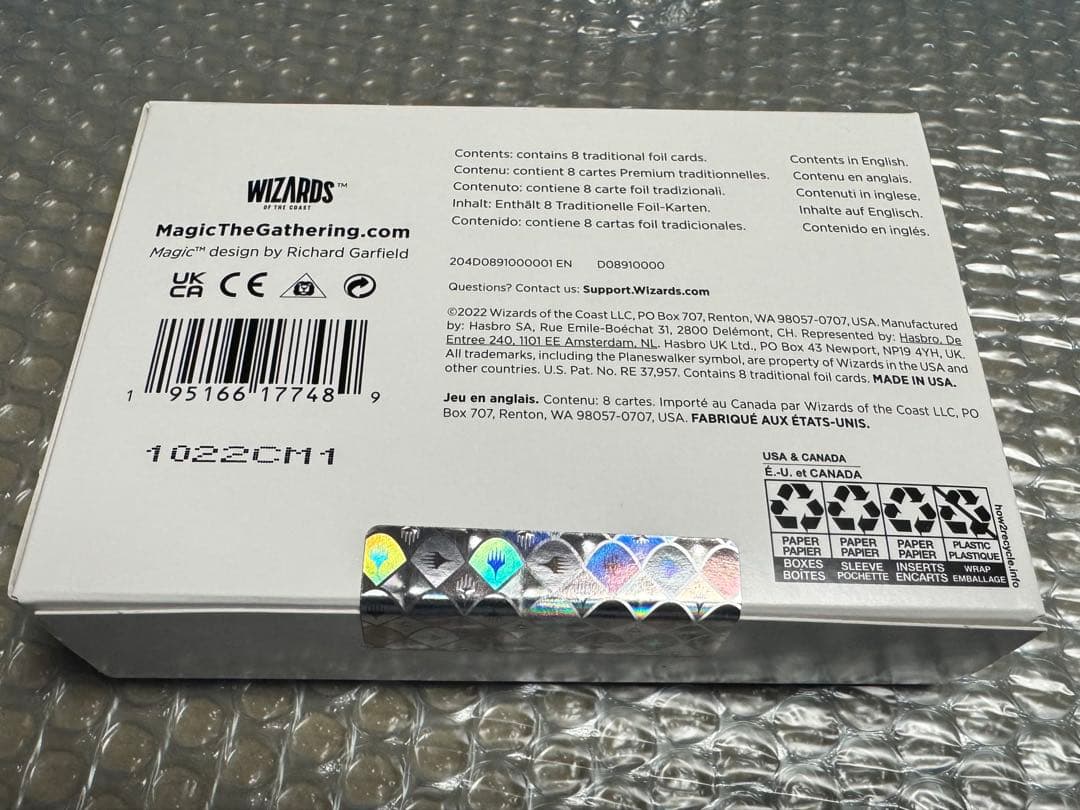 WIZARDS™
OF THE COAST
MagicTheGathering.com
Magic™ design by Richard Garfield
UK
CA CE
1 95166 17748 9
1022CM1
Contents: contains 8 traditional foil cards.
Contenu: contient 8 cartes Premium traditionnelles.
Contenuto: contiene 8 carte foil tradizionali.
Inhalt: Enthält 8 Traditionelle Foil-Karten.
Contenido: contiene 8 cartas foil tradicionales.
Contents in English.
Contenu en anglais.
Contenuti in inglese.
Inhalte auf Englisch.
Contenido en inglés.
204D0891000001 EN D08910000
Questions? Contact us: Support.Wizards.com
©2022 Wizards of the Coast LLC, PO Box 707, Renton, WA 98057-0707, USA. Manufactured
by: Hasbro SA, Rue Emile-Boéchat 31, 2800 Delémont, CH. Represented by: Hasbro, De
Entree 240, 1101 EE Amsterdam, NL. Hasbro UK Ltd., PO Box 43 Newport, NP19 4YH, UK.
All trademarks, including the Planeswalker symbol, are property of Wizards in the USA and
other countries. U.S. Pat. No. RE 37,957. Contains 8 traditional foil cards. MADE IN USA.
Jeu en anglais. Contenu: 8 cartes. Importé au Canada par Wizards of the Coast LLC, PO
Box 707, Renton, WA 98057-0707, USA. FABRIQUÉ AUX ÉTATS-UNIS.
USA & CANADA
É.-U. et CANADA
PAPER PAPER PAPER PLASTIC
PAPIER PAPIER PAPIER PLASTIQUE
BOXES SLEEVE INSERTS WRAP
BOÎTES POCHETTE ENCARTS EMBALLAGE
how2recycle.info